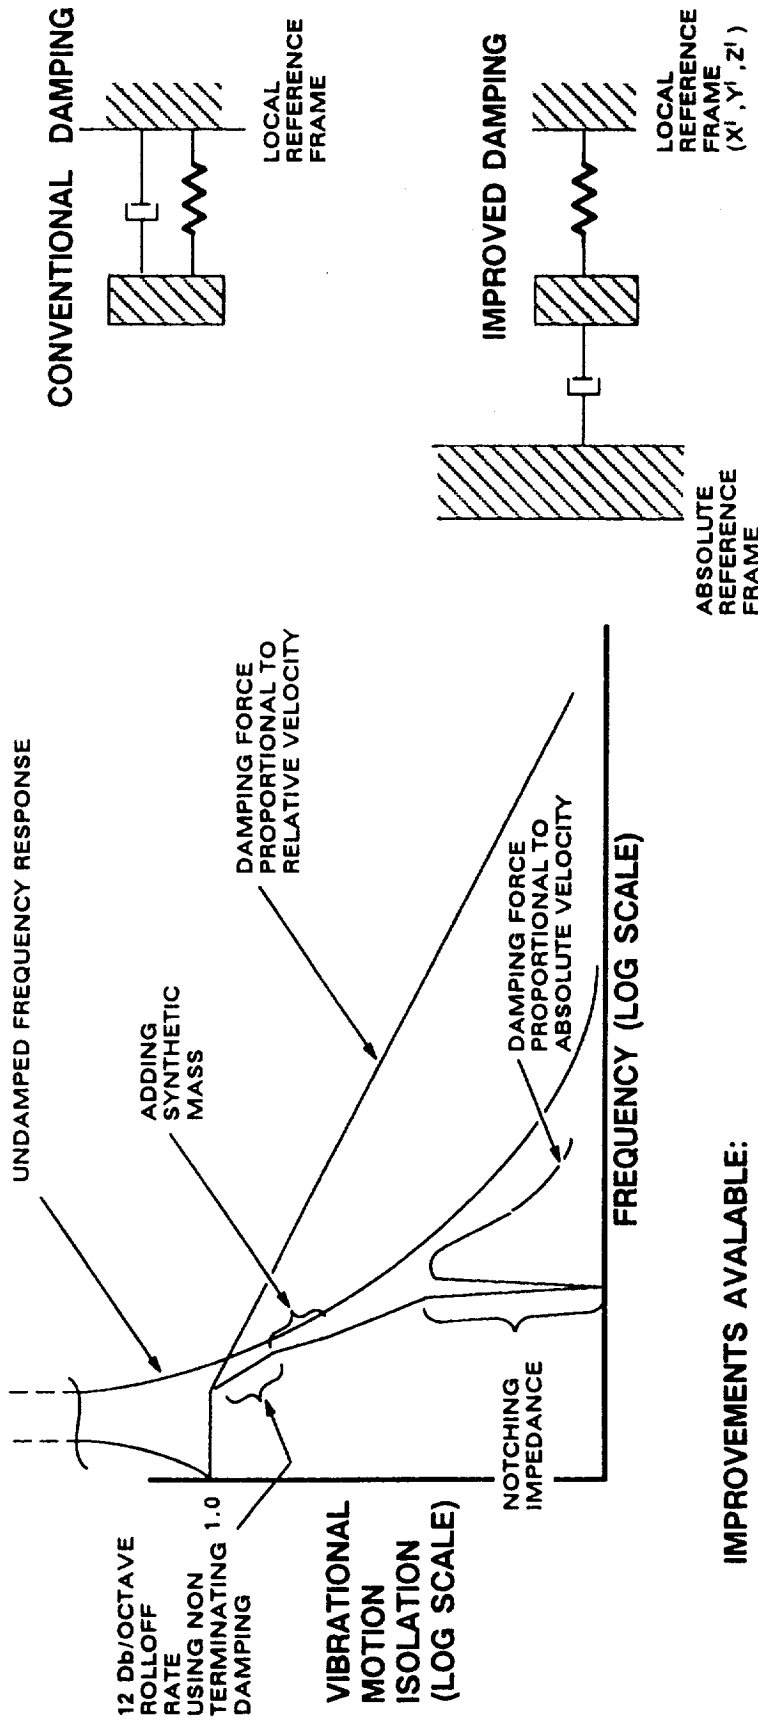 UNDAMPED FREQUENCY RESPONSE
12 Db/OCTAVE
ROLLOFF
RATE
USING NON
TERMINATING
DAMPING
1.0
ADDING
SYNTHETIC
MASS
DAMPING FORCE
PROPORTIONAL TO
RELATIVE VELOCITY
VIBRATIONAL
MOTION
ISOLATION
(LOG SCALE)
NOTCHING
IMPEDANCE
DAMPING FORCE
PROPORTIONAL TO
ABSOLUTE VELOCITY
FREQUENCY (LOG SCALE)
IMPROVEMENTS AVALABLE:
CONVENTIONAL DAMPING
LOCAL
REFERENCE
FRAME
IMPROVED DAMPING
LOCAL
REFERENCE
FRAME
(X', Y', Z')
ABSOLUTE
REFERENCE
FRAME